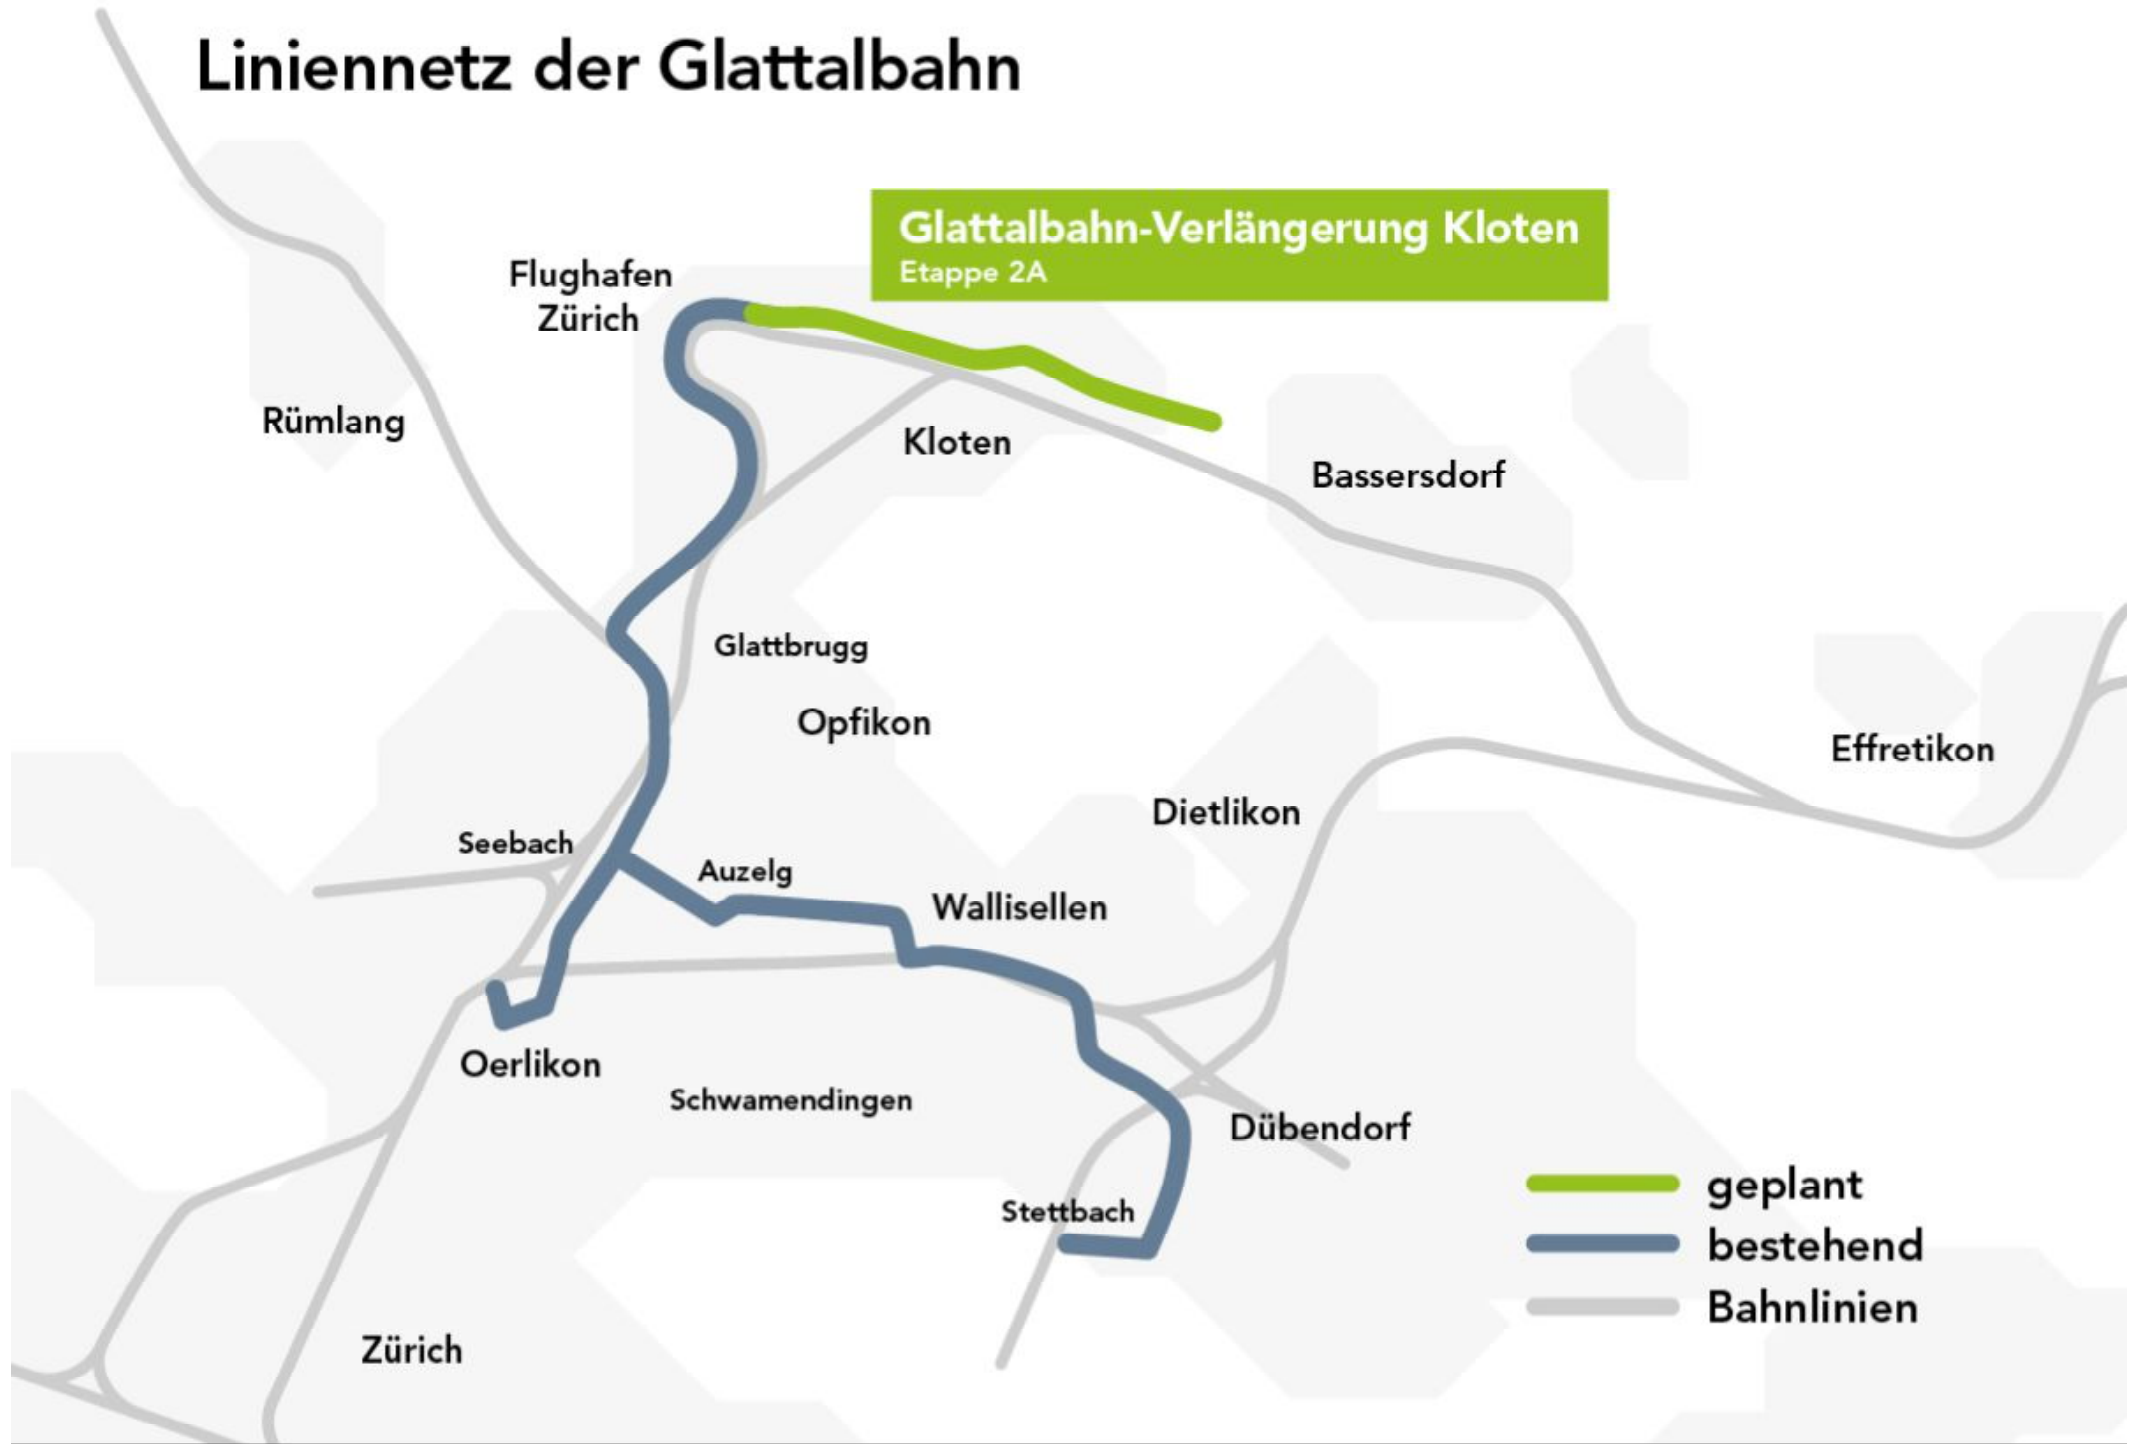 Liniennetz der Glattalbahn
Glattalbahn-Verlängerung Kloten
Etappe 2A
Flughafen
Zürich
Rümlang
Kloten
Bassersdorf
Glattbrugg
Opfikon
Effretikon
Dietlikon
Seebach
Auzelg
Wallisellen
Oerlikon
Schwamendingen
Dübendorf
Stettbach
Zürich
geplant
bestehend
Bahnlinien